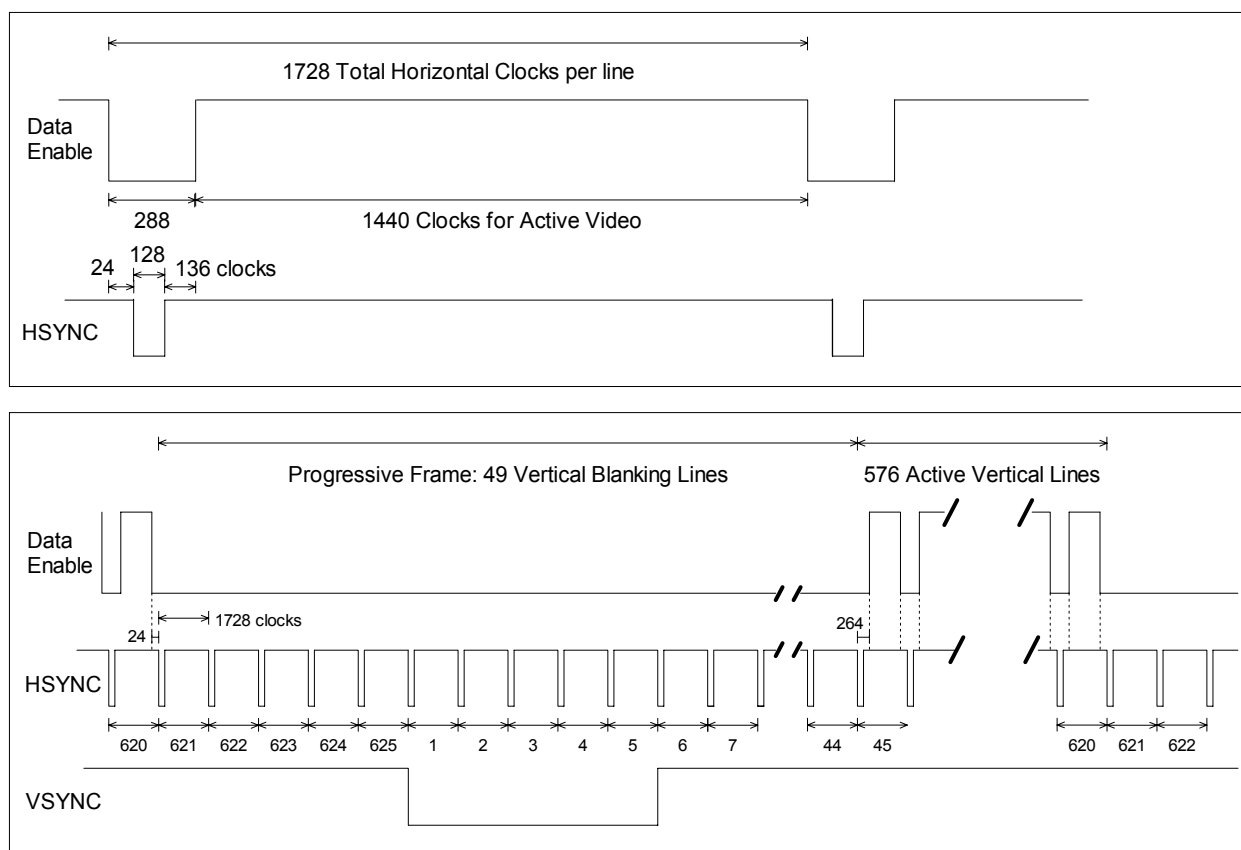 1728 Total Horizontal Clocks per line
Data
Enable
288
1440 Clocks for Active Video
128
24
136 clocks
HSYNC
Progressive Frame: 49 Vertical Blanking Lines
576 Active Vertical Lines
Data
Enable
1728 clocks
24
264
HSYNC
620 621 622 623 624 625 1 2 3 4 5 6 7 44 45 620 621 622
VSYNC